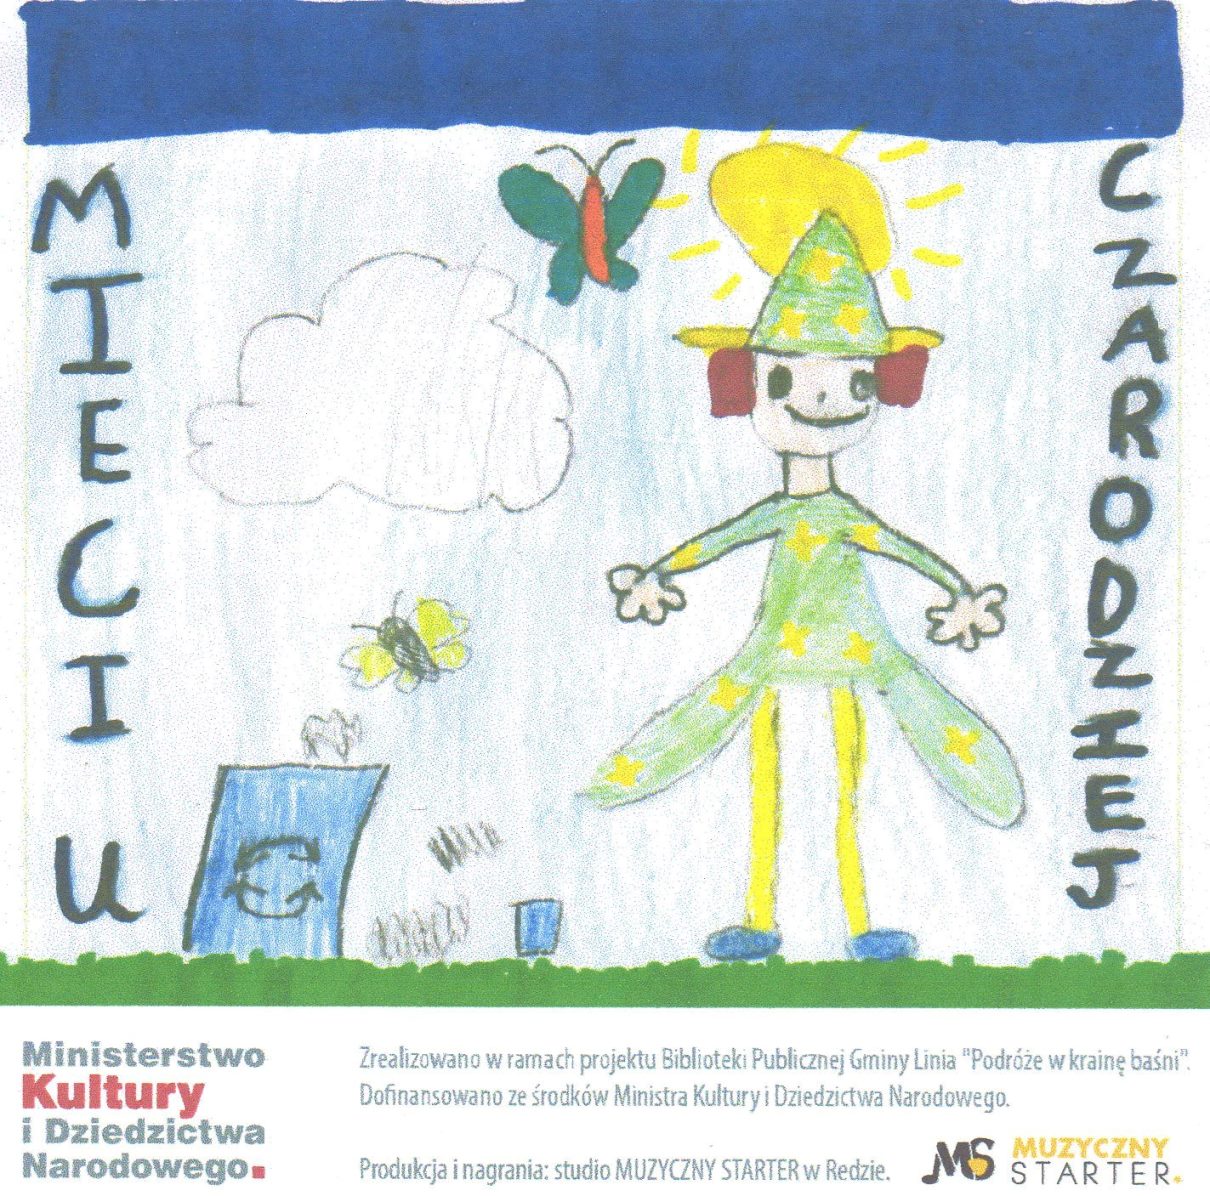 MIECIU
CZARODZIEJ
Ministerstwo
Kultury
i Dziedzictwa
Narodowego.
Zrealizowano w ramach projektu Biblioteki Publicznej Gminy Linia "Podróże w krainę baśni".
Dofinansowano ze środków Ministra Kultury i Dziedzictwa Narodowego.
Produkcja i nagrania: studio MUZYCZNY STARTER w Redzie.
MS MUZYCZNY
STARTER.